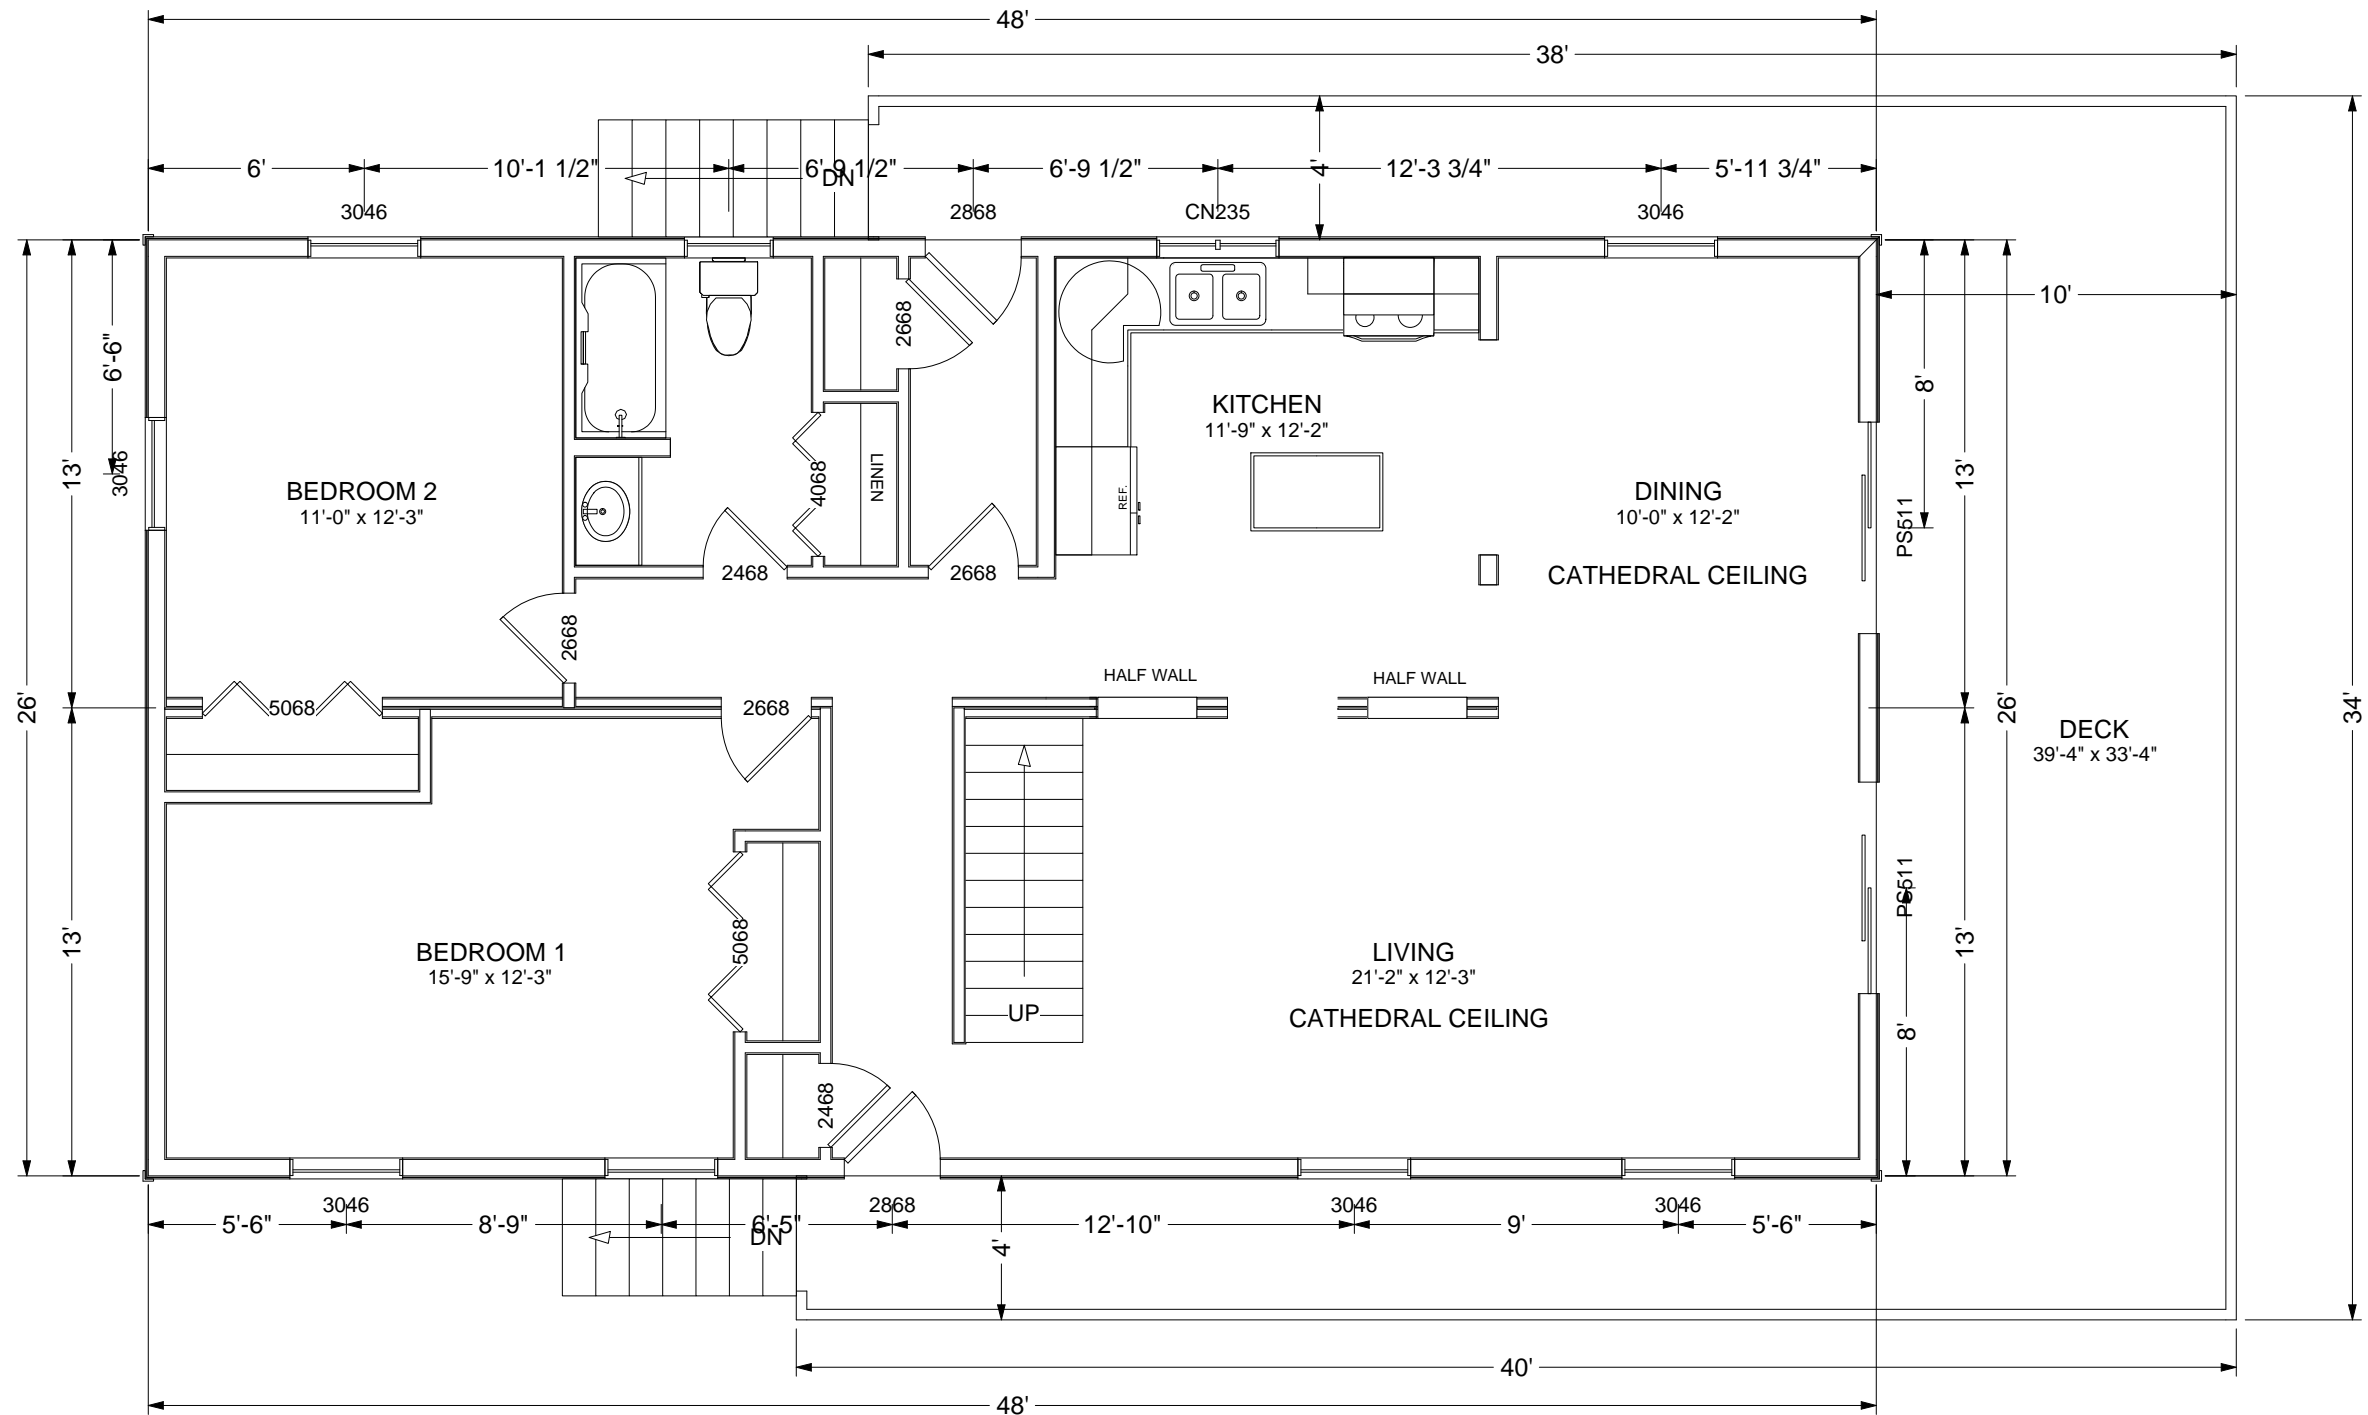 48'
38'
6'
10'-1 1/2"
6'-9 1/2"
6'-9 1/2"
4'
12'-3 3/4"
5'-11 3/4"
DN
3046
2868
CN235
3046
10'
2668
6'-6"
8'
KITCHEN
11'-9" x 12'-2"
3046
13'
4068
LINEN
REF.
13'
BEDROOM 2
11'-0" x 12'-3"
DINING
10'-0" x 12'-2"
PS511
2468
2668
CATHEDRAL CEILING
2668
HALF WALL
HALF WALL
26'
5068
2668
26'
34'
DECK
39'-4" x 33'-4"
PS511
13'
5068
13'
BEDROOM 1
15'-9" x 12'-3"
LIVING
21'-2" x 12'-3"
UP
CATHEDRAL CEILING
8'
2468
3046
2868
3046
3046
5'-6"
8'-9"
6'-5"
12'-10"
9'
5'-6"
DN
4'
40'
48'